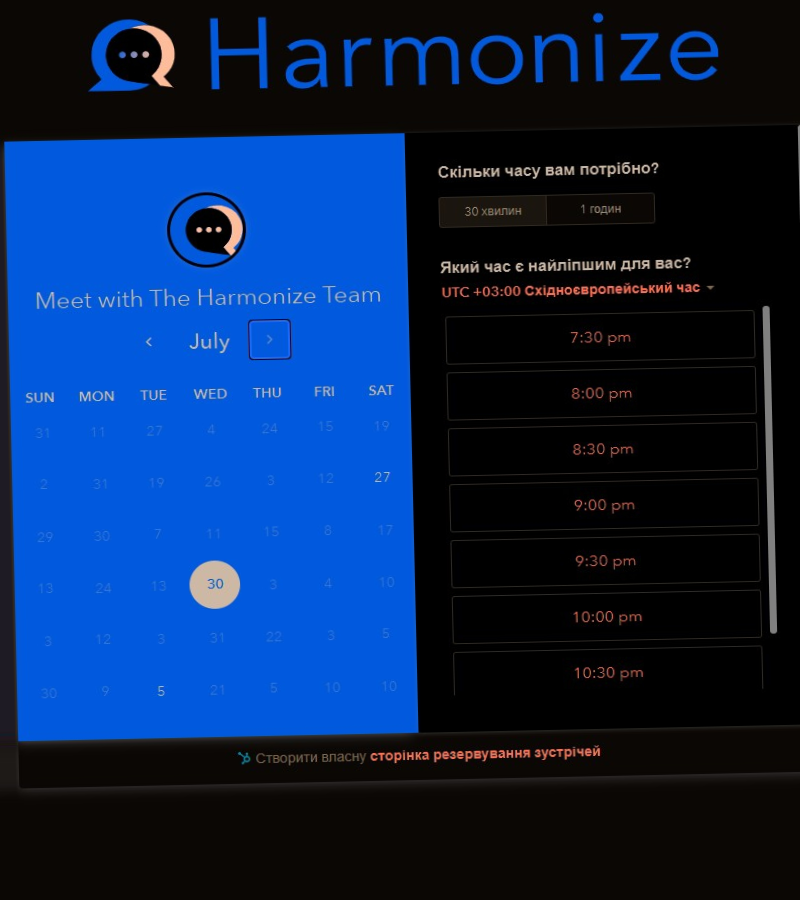 Harmonize
Meet with The Harmonize Team
July
SUN MON TUE WED THU FRI SAT
31 11 27 4 24 15 19
2 31 19 26 3 12 27
29 30 7 11 15 8 17
13 24 13 30 3 4 10
3 12 3 31 22 3 5
30 9 5 21 5 10 10
Скільки часу вам потрібно?
30 хвилин 1 годин
Який час є найліпшим для вас?
UTC +03:00 Східноєвропейський час
7:30 pm
8:00 pm
8:30 pm
9:00 pm
9:30 pm
10:00 pm
10:30 pm
Створити власну сторінка резервування зустрічей